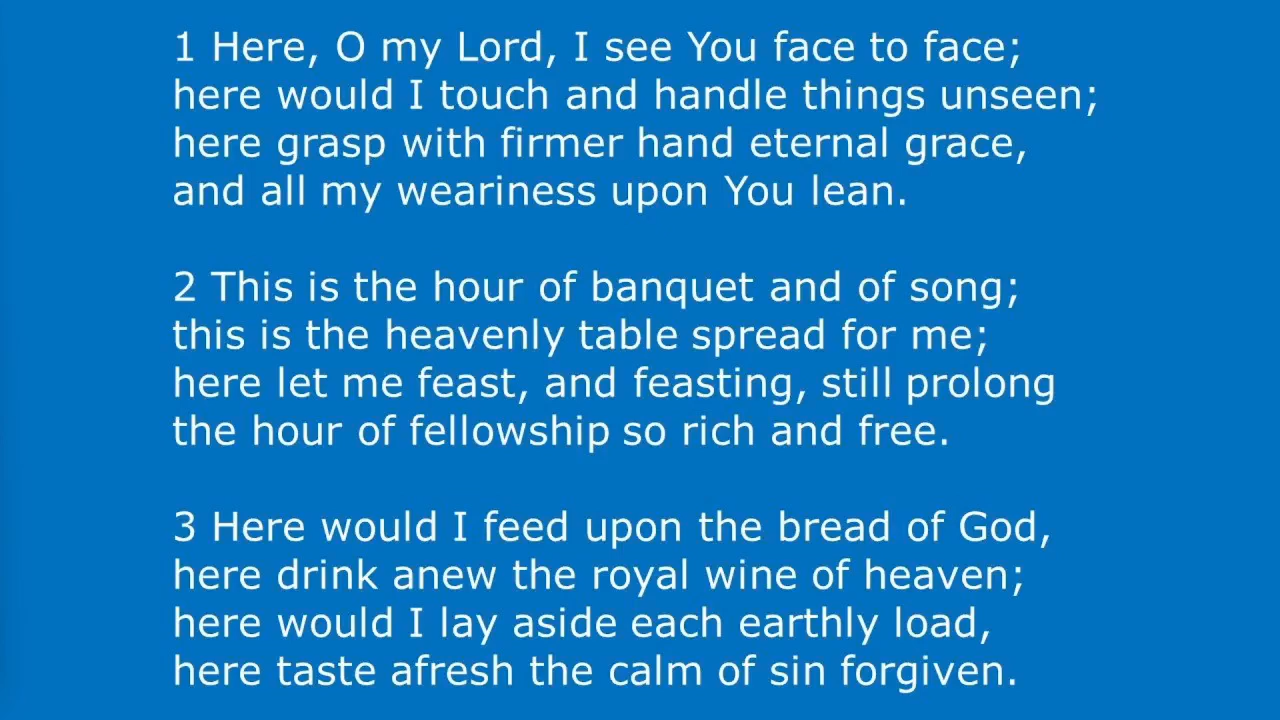 1 Here, O my Lord, I see You face to face;
here would I touch and handle things unseen;
here grasp with firmer hand eternal grace,
and all my weariness upon You lean.
2 This is the hour of banquet and of song;
this is the heavenly table spread for me;
here let me feast, and feasting, still prolong
the hour of fellowship so rich and free.
3 Here would I feed upon the bread of God,
here drink anew the royal wine of heaven;
here would I lay aside each earthly load,
here taste afresh the calm of sin forgiven.